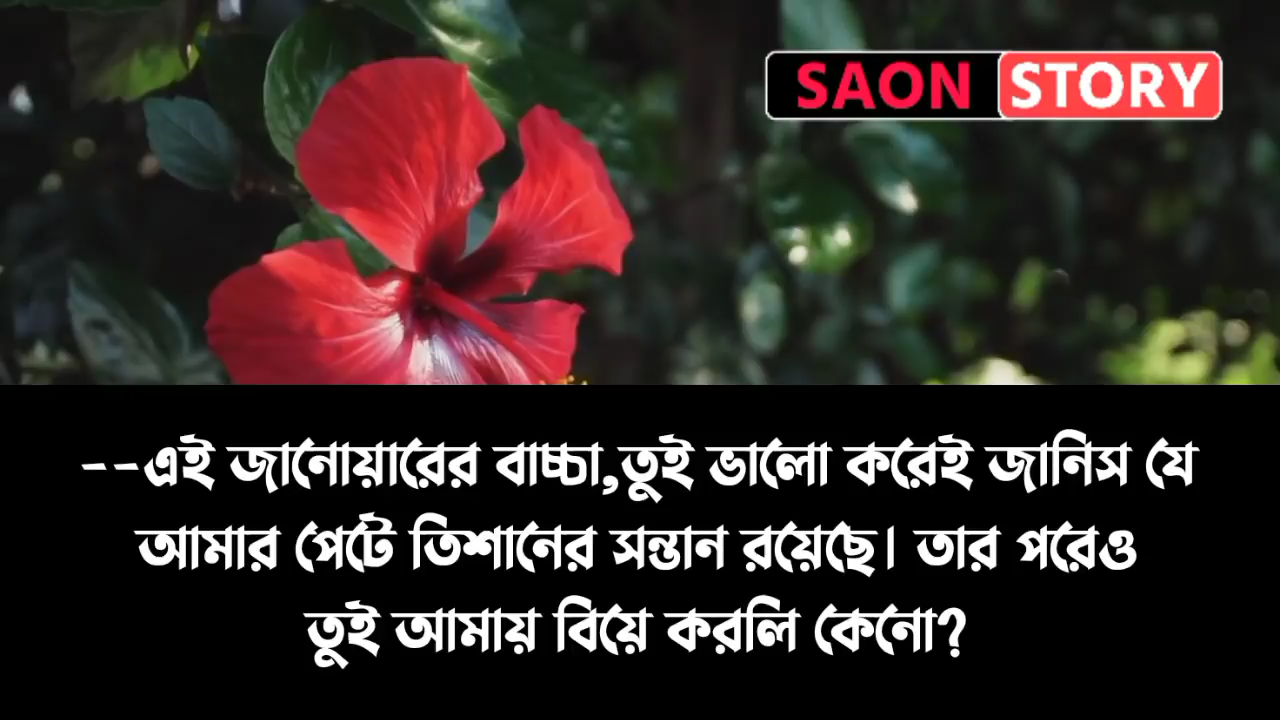 SAON STORY
--এই জানোয়ারের বাচ্চা,তুই ভালো করেই জানিস যে
আমার পেটে তিশানের সন্তান রয়েছে। তার পরেও
তুই আমায় বিয়ে করলি কেনো?